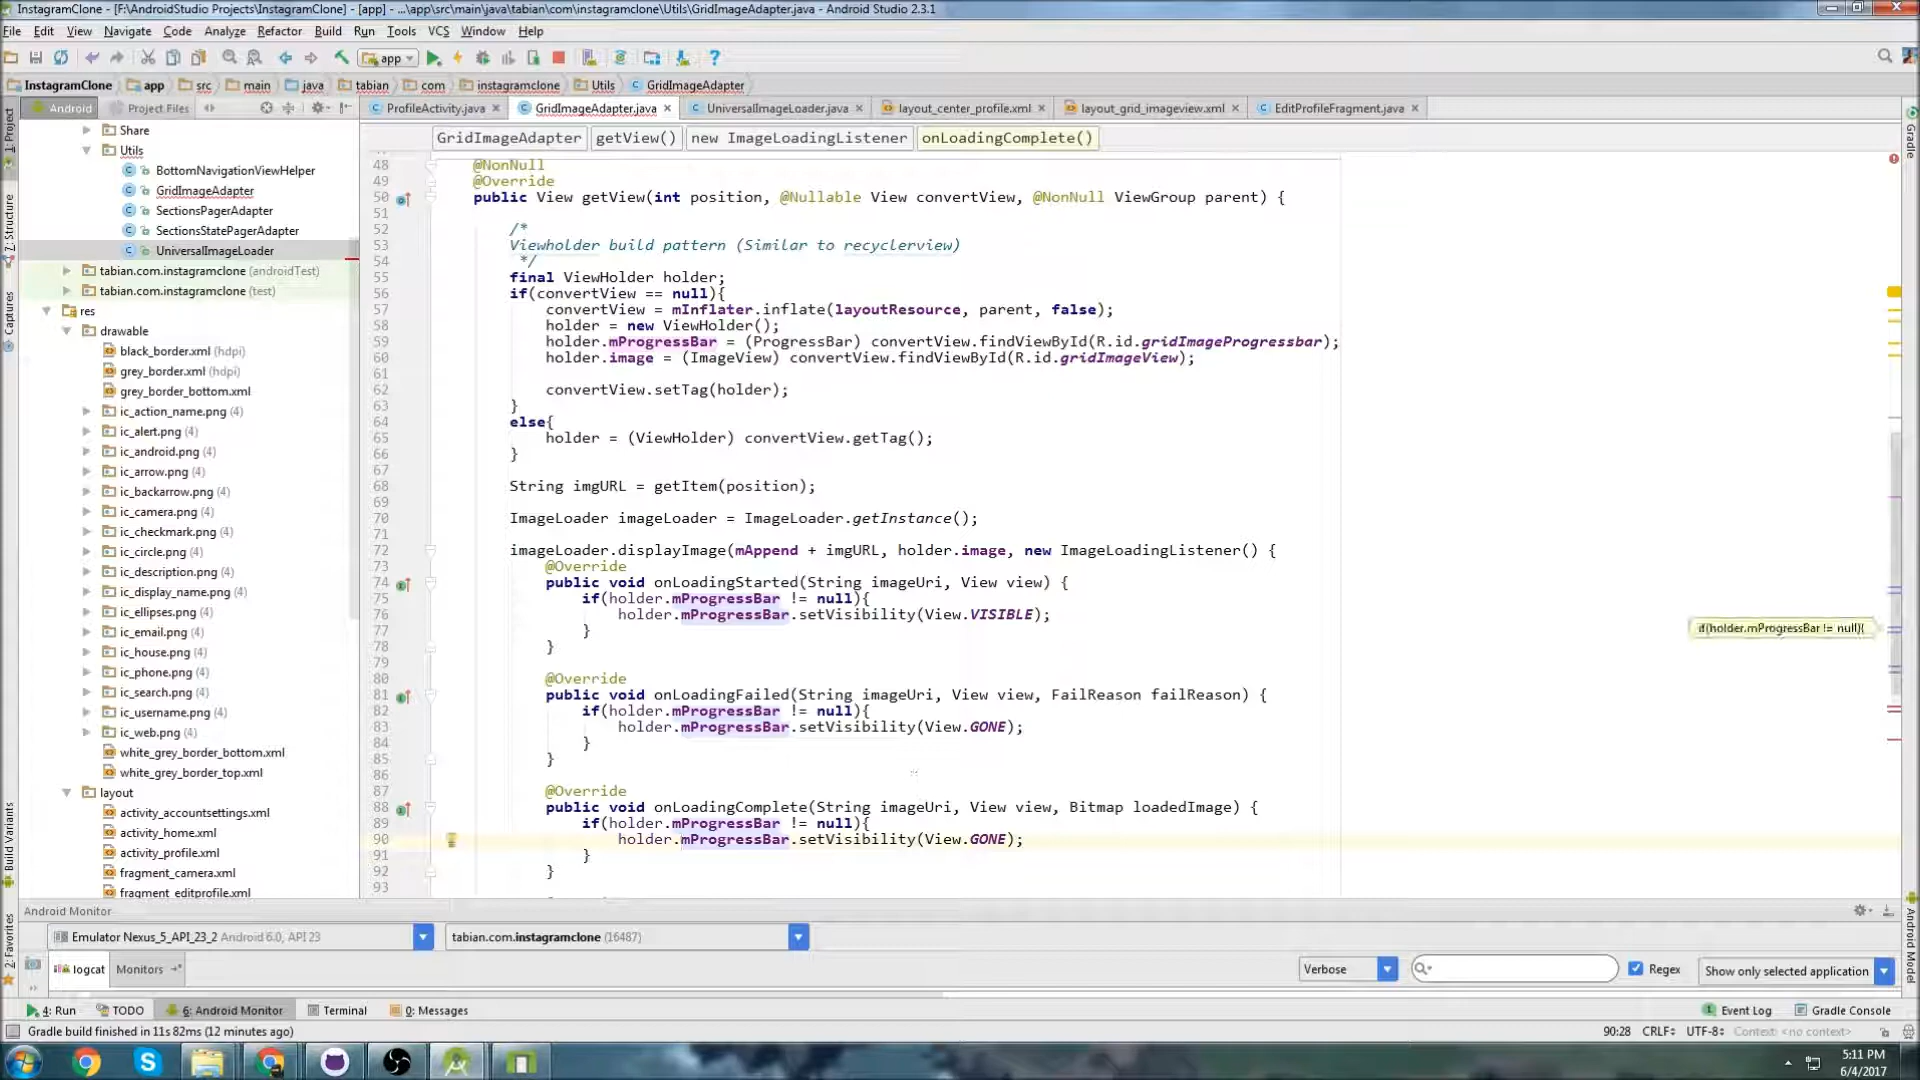 InstagramClone - [F:\AndroidStudio Projects\InstagramClone] - [app] - ...\app\src\main\java\tabian\com\instagramclone\Utils\GridImageAdapter.java - Android Studio 2.3.1
File Edit View Navigate Code Analyze Refactor Build Run Tools VCS Window Help
app
InstagramClone app src main java tabian com instagramclone Utils GridImageAdapter
Android Project Files
ProfileActivity.java GridImageAdapter.java UniversalImageLoader.java layout_center_profile.xml layout_grid_imageview.xml EditProfileFragment.java
GridImageAdapter getView() new ImageLoadingListener onLoadingComplete()
1: Project
Z: Structure
Captures
Build Variants
2: Favorites
Share
Utils
BottomNavigationViewHelper
GridImageAdapter
SectionsPagerAdapter
SectionsStatePagerAdapter
UniversalImageLoader
tabian.com.instagramclone (androidTest)
tabian.com.instagramclone (test)
res
drawable
black_border.xml (hdpi)
grey_border.xml (hdpi)
grey_border_bottom.xml
ic_action_name.png (4)
ic_alert.png (4)
ic_android.png (4)
ic_arrow.png (4)
ic_backarrow.png (4)
ic_camera.png (4)
ic_checkmark.png (4)
ic_circle.png (4)
ic_description.png (4)
ic_display_name.png (4)
ic_ellipses.png (4)
ic_email.png (4)
ic_house.png (4)
ic_phone.png (4)
ic_search.png (4)
ic_username.png (4)
ic_web.png (4)
white_grey_border_bottom.xml
white_grey_border_top.xml
layout
activity_accountsettings.xml
activity_home.xml
activity_profile.xml
fragment_camera.xml
fragment_editprofile.xml
48 @NonNull
49 @Override
50 public View getView(int position, @Nullable View convertView, @NonNull ViewGroup parent) {
51
52 /*
53 Viewholder build pattern (Similar to recyclerview)
54 */
55 final ViewHolder holder;
56 if(convertView == null){
57 convertView = mInflater.inflate(layoutResource, parent, false);
58 holder = new ViewHolder();
59 holder.mProgressBar = (ProgressBar) convertView.findViewById(R.id.gridImageProgressbar);
60 holder.image = (ImageView) convertView.findViewById(R.id.gridImageView);
61
62 convertView.setTag(holder);
63 }
64 else{
65 holder = (ViewHolder) convertView.getTag();
66 }
67
68 String imgURL = getItem(position);
69
70 ImageLoader imageLoader = ImageLoader.getInstance();
71
72 imageLoader.displayImage(mAppend + imgURL, holder.image, new ImageLoadingListener() {
73 @Override
74 public void onLoadingStarted(String imageUri, View view) {
75 if(holder.mProgressBar != null){
76 holder.mProgressBar.setVisibility(View.VISIBLE);
77 }
78 }
79
80 @Override
81 public void onLoadingFailed(String imageUri, View view, FailReason failReason) {
82 if(holder.mProgressBar != null){
83 holder.mProgressBar.setVisibility(View.GONE);
84 }
85 }
86
87 @Override
88 public void onLoadingComplete(String imageUri, View view, Bitmap loadedImage) {
89 if(holder.mProgressBar != null){
90 holder.mProgressBar.setVisibility(View.GONE);
91 }
92 }
93
if(holder.mProgressBar != null){
Gradle
Android Model
Android Monitor
Emulator Nexus_5_API_23_2 Android 6.0, API 23
tabian.com.instagramclone (16487)
logcat Monitors
Verbose
Regex
Show only selected application
4: Run TODO 6: Android Monitor Terminal 0: Messages
Event Log Gradle Console
Gradle build finished in 11s 82ms (12 minutes ago)
90:28 CRLF UTF-8 Context: <no context>
5:11 PM
6/4/2017